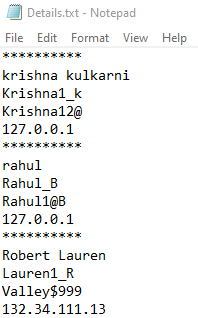 Details.txt - Notepad
File Edit Format View Help
**********
krishna kulkarni
Krishna1_k
Krishna12@
127.0.0.1
**********
rahul
Rahul_B
Rahul1@B
127.0.0.1
**********
Robert Lauren
Lauren1_R
Valley$999
132.34.111.13